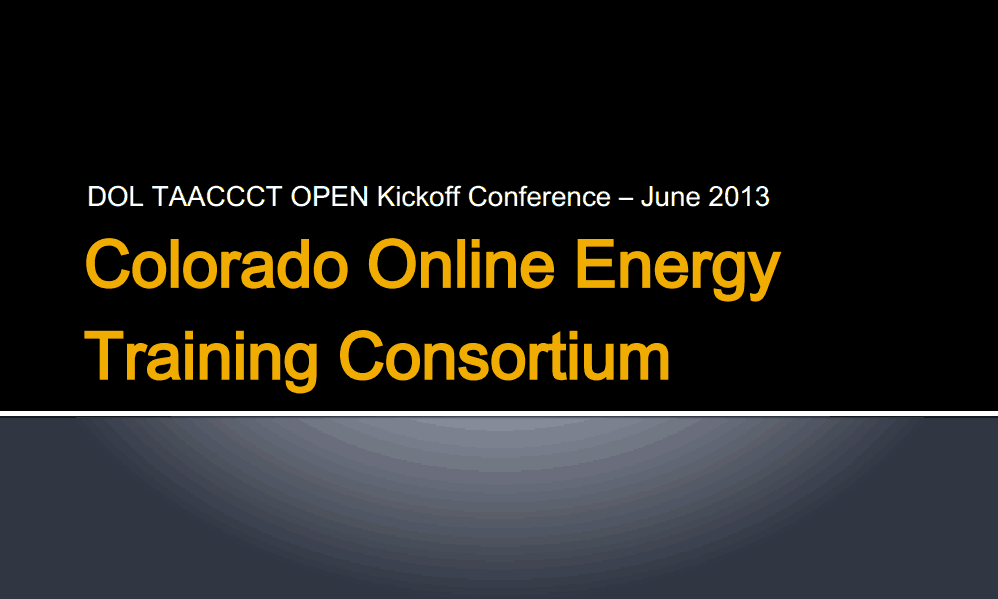 DOL TAACCCT OPEN Kickoff Conference – June 2013
Colorado Online Energy
Training Consortium